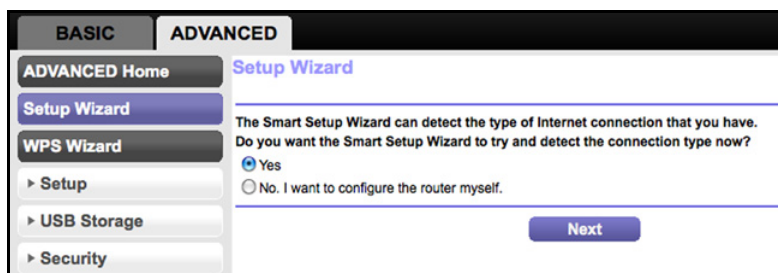 BASIC
ADVANCED
ADVANCED Home
Setup Wizard
WPS Wizard
Setup
USB Storage
Security
Setup Wizard
The Smart Setup Wizard can detect the type of Internet connection that you have.
Do you want the Smart Setup Wizard to try and detect the connection type now?
Yes
No. I want to configure the router myself.
Next